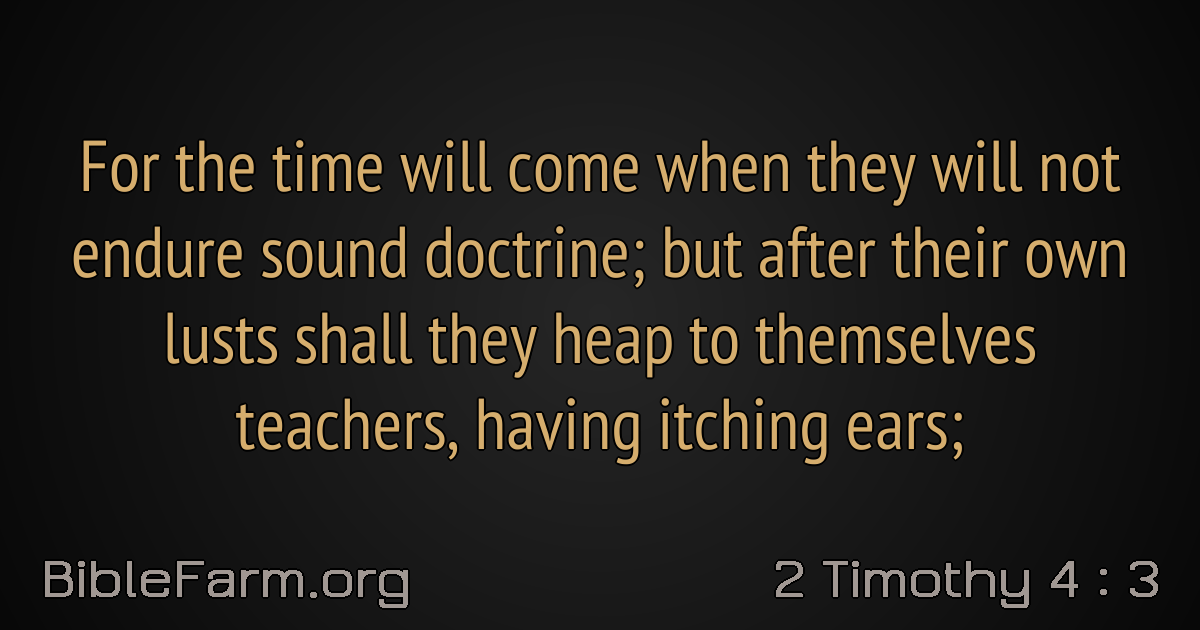 For the time will come when they will not
endure sound doctrine; but after their own
lusts shall they heap to themselves
teachers, having itching ears;
BibleFarm.org
2 Timothy 4 : 3